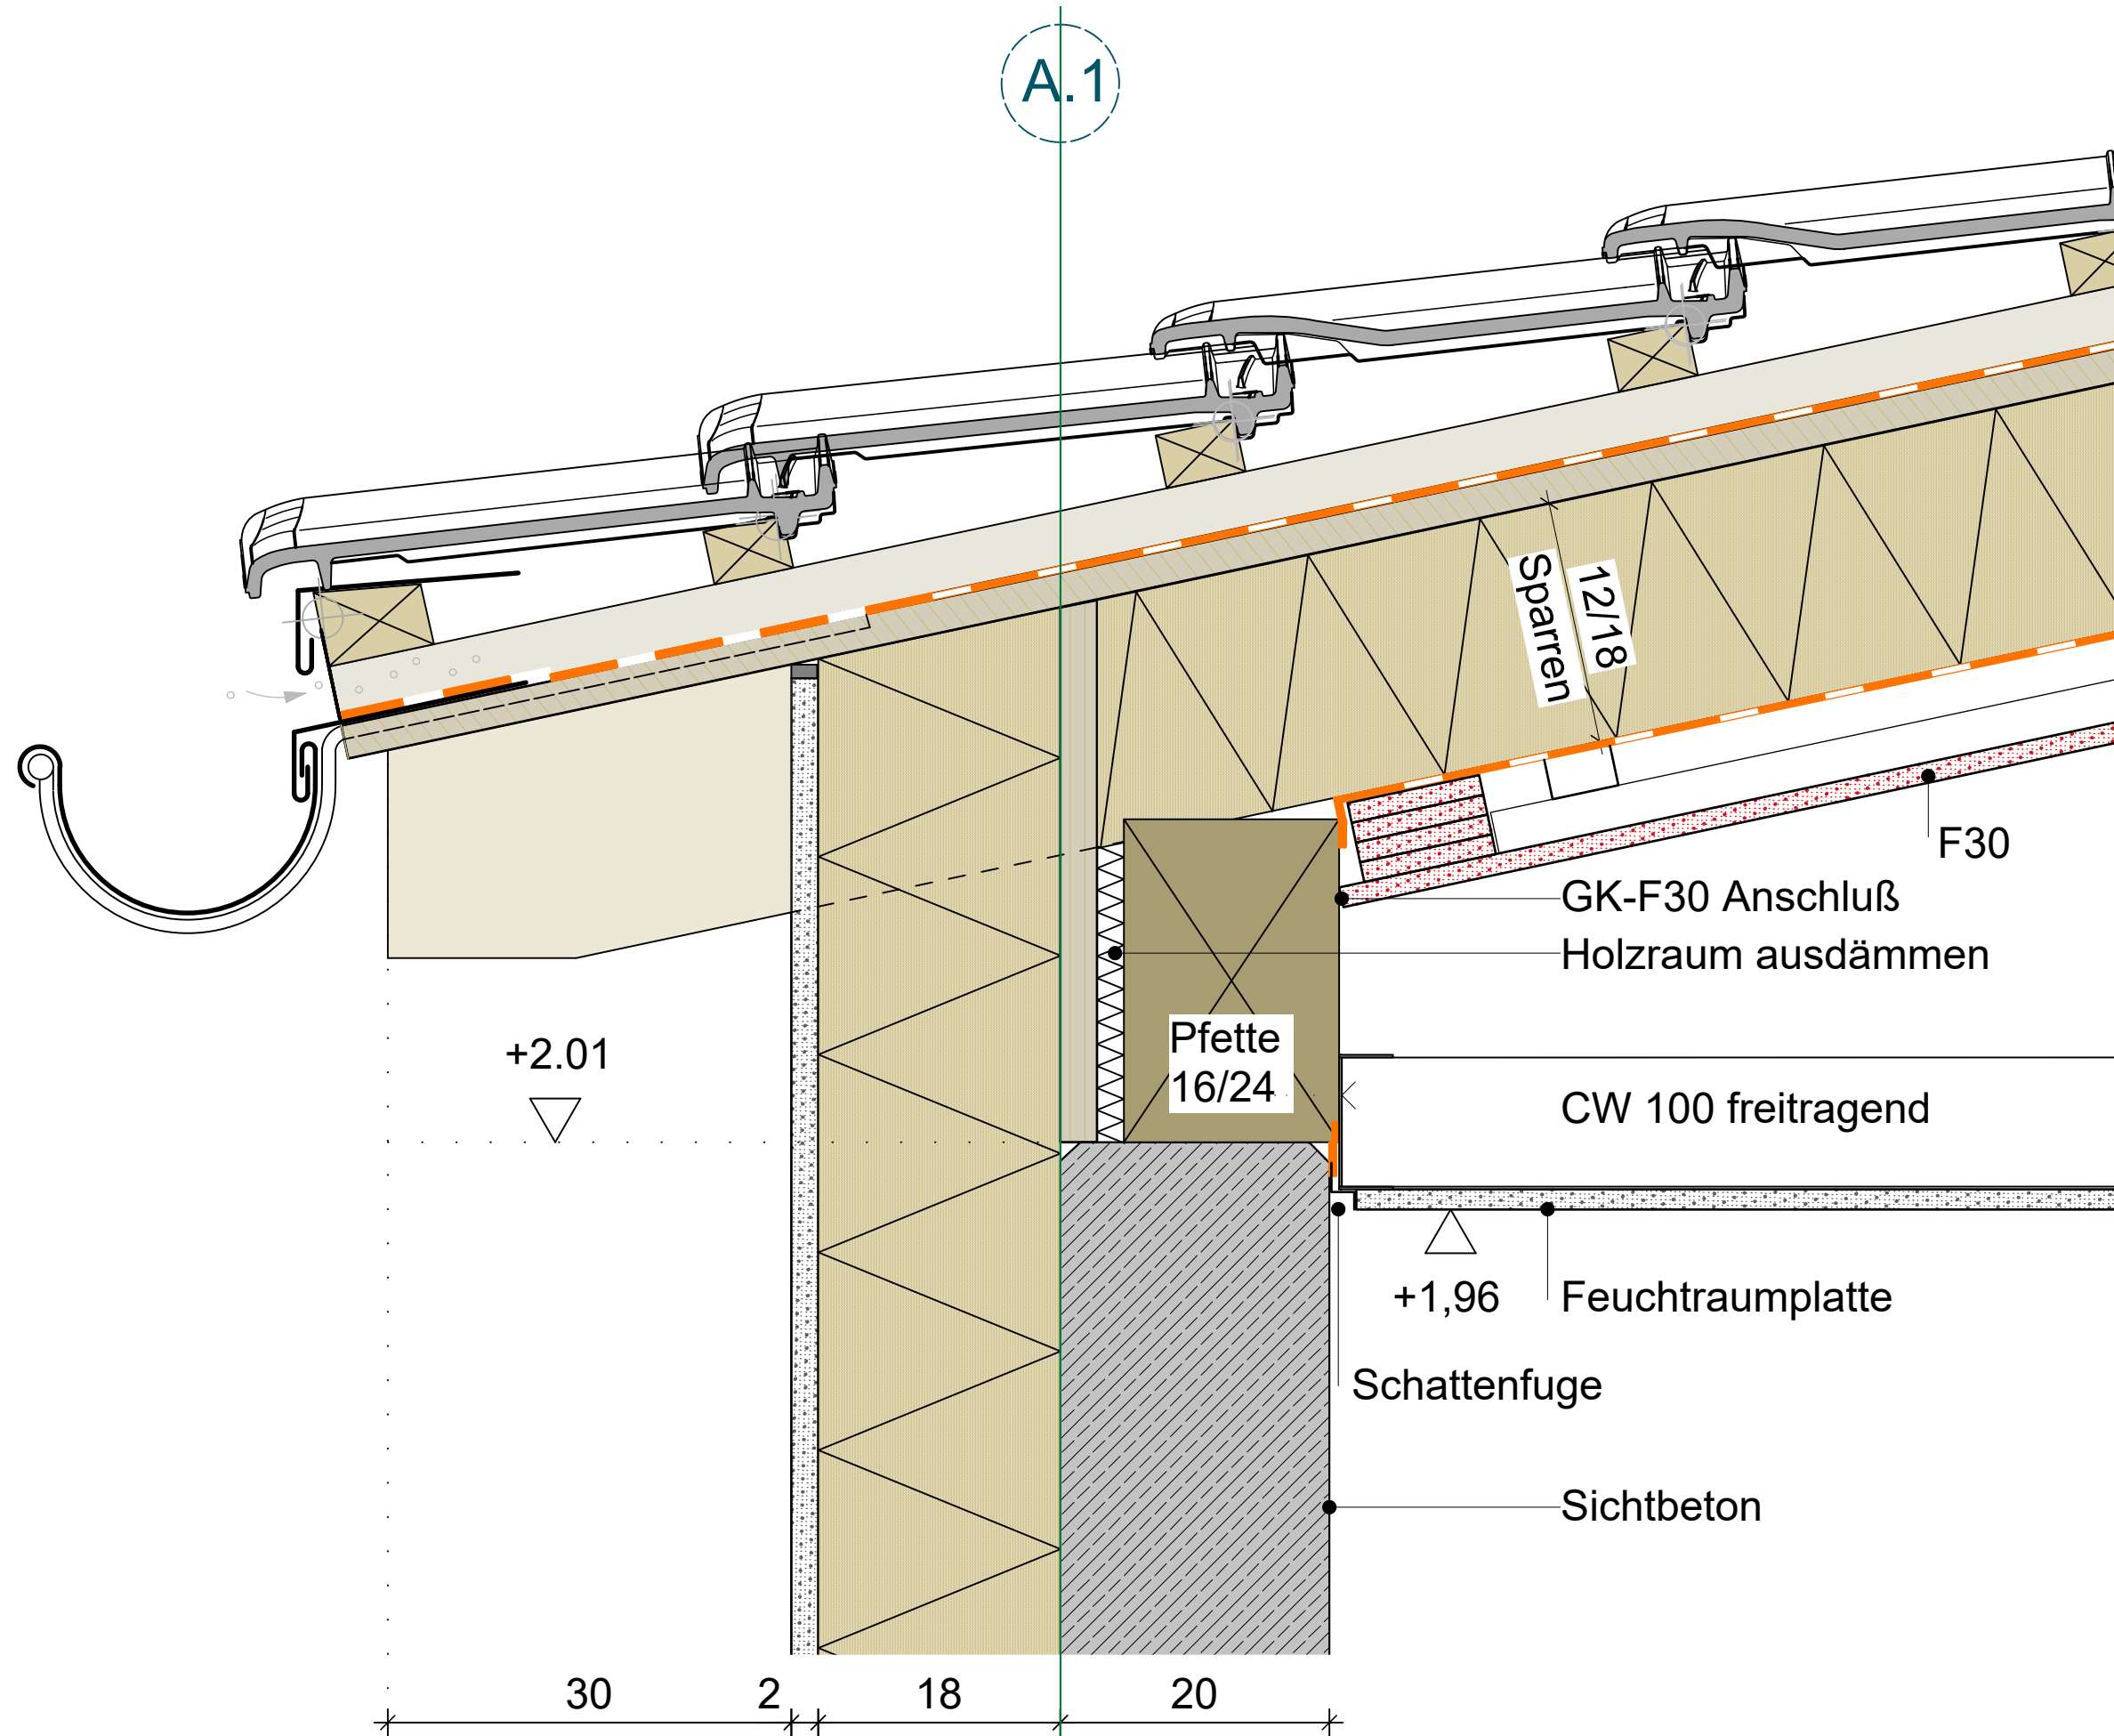 A.1
12/18
Sparren
F30
GK-F30 Anschluß
Holzraum ausdämmen
+2.01
Pfette
16/24
CW 100 freitragend
+1,96
Feuchtraumplatte
Schattenfuge
Sichtbeton
30 2 18 20